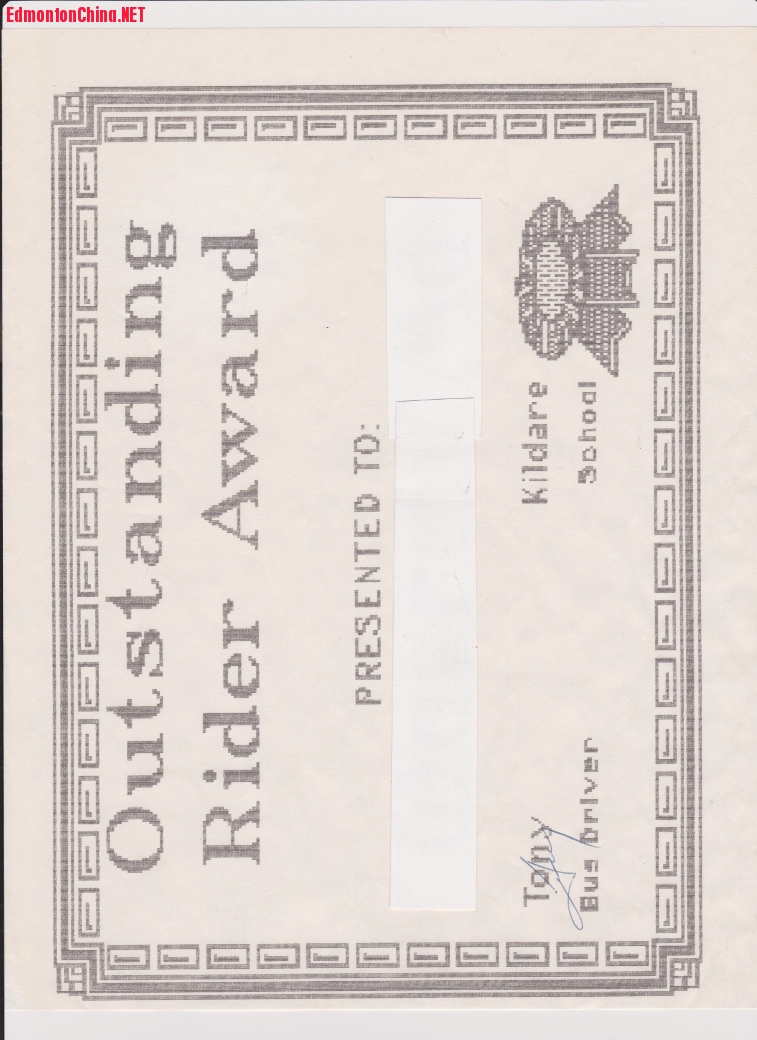 EdmontonChina.NET
Outstanding
Rider Award
PRESENTED TO:
Tony
Bus Driver
Kildare
School